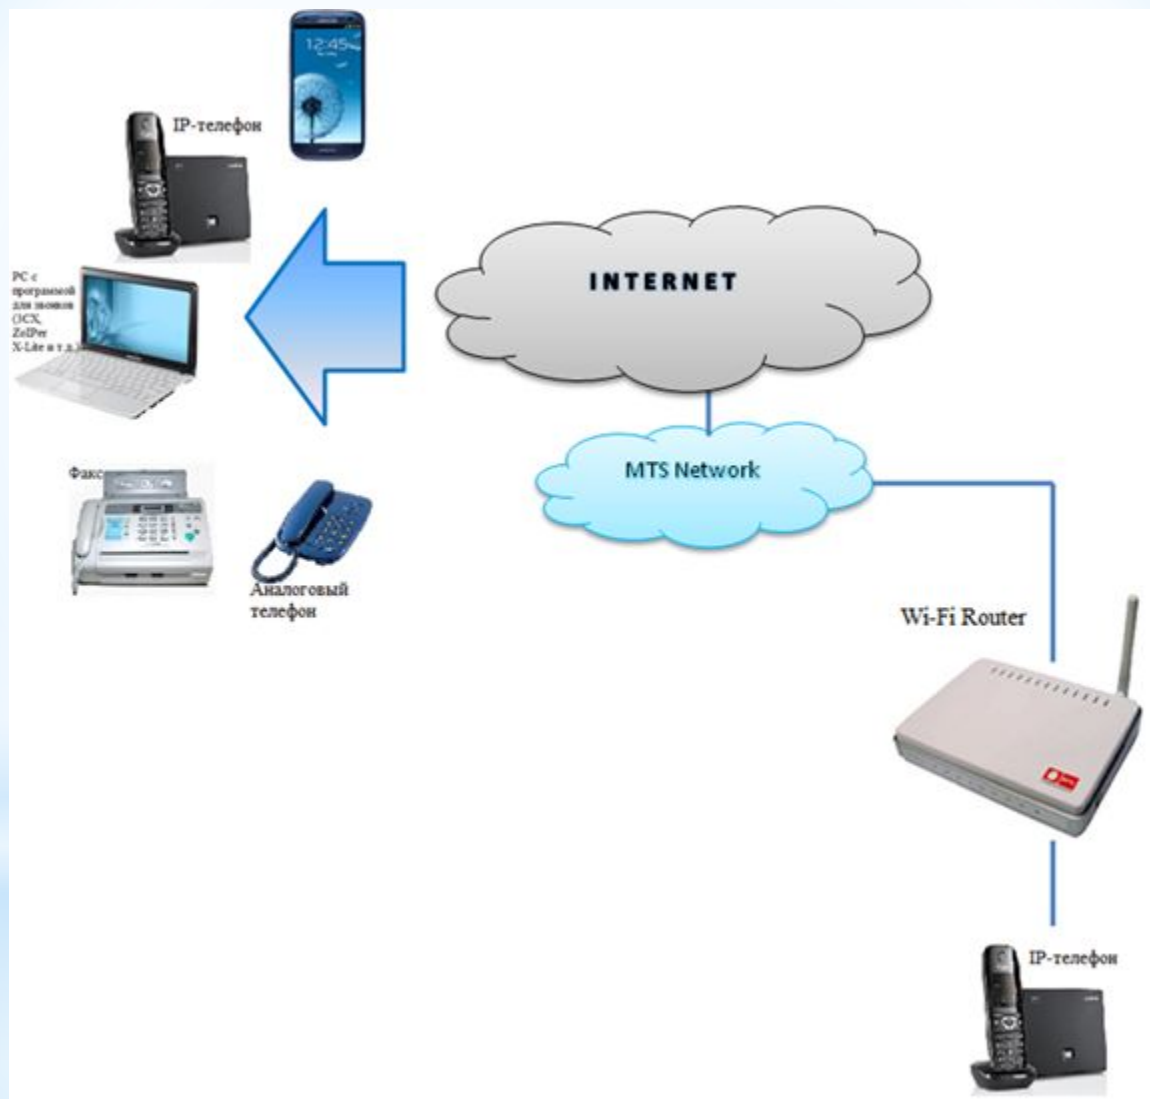 12:45
IP-телефон
INTERNET
PC с
программой
для звонков
(3CX,
ZoIPer
X-Lite и т.д.)
MTS Network
Факс
Аналоговый
телефон
Wi-Fi Router
IP-телефон